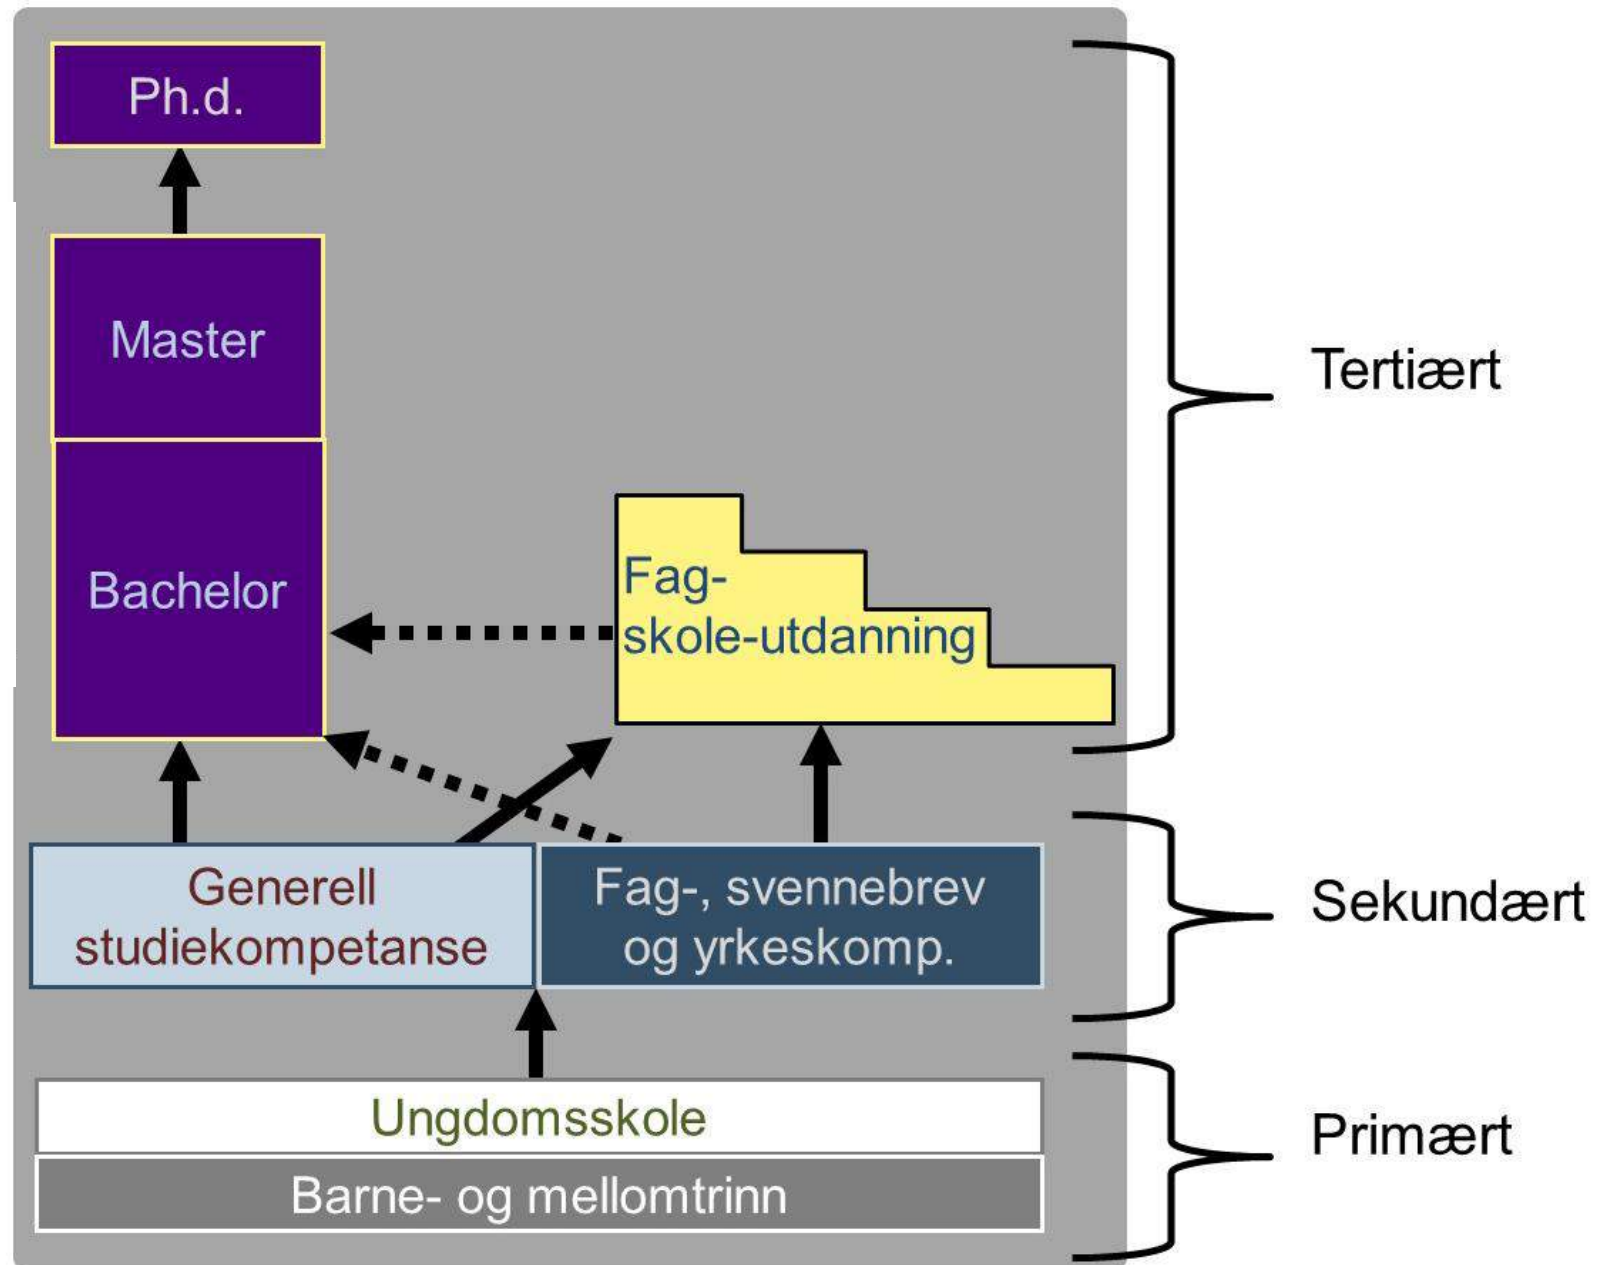 Ph.d.
Master
Tertiært
Bachelor
Fag-
skole-utdanning
Generell
studiekompetanse
Fag-, svennebrev
og yrkeskomp.
Sekundært
Ungdomsskole
Primært
Barne- og mellomtrinn